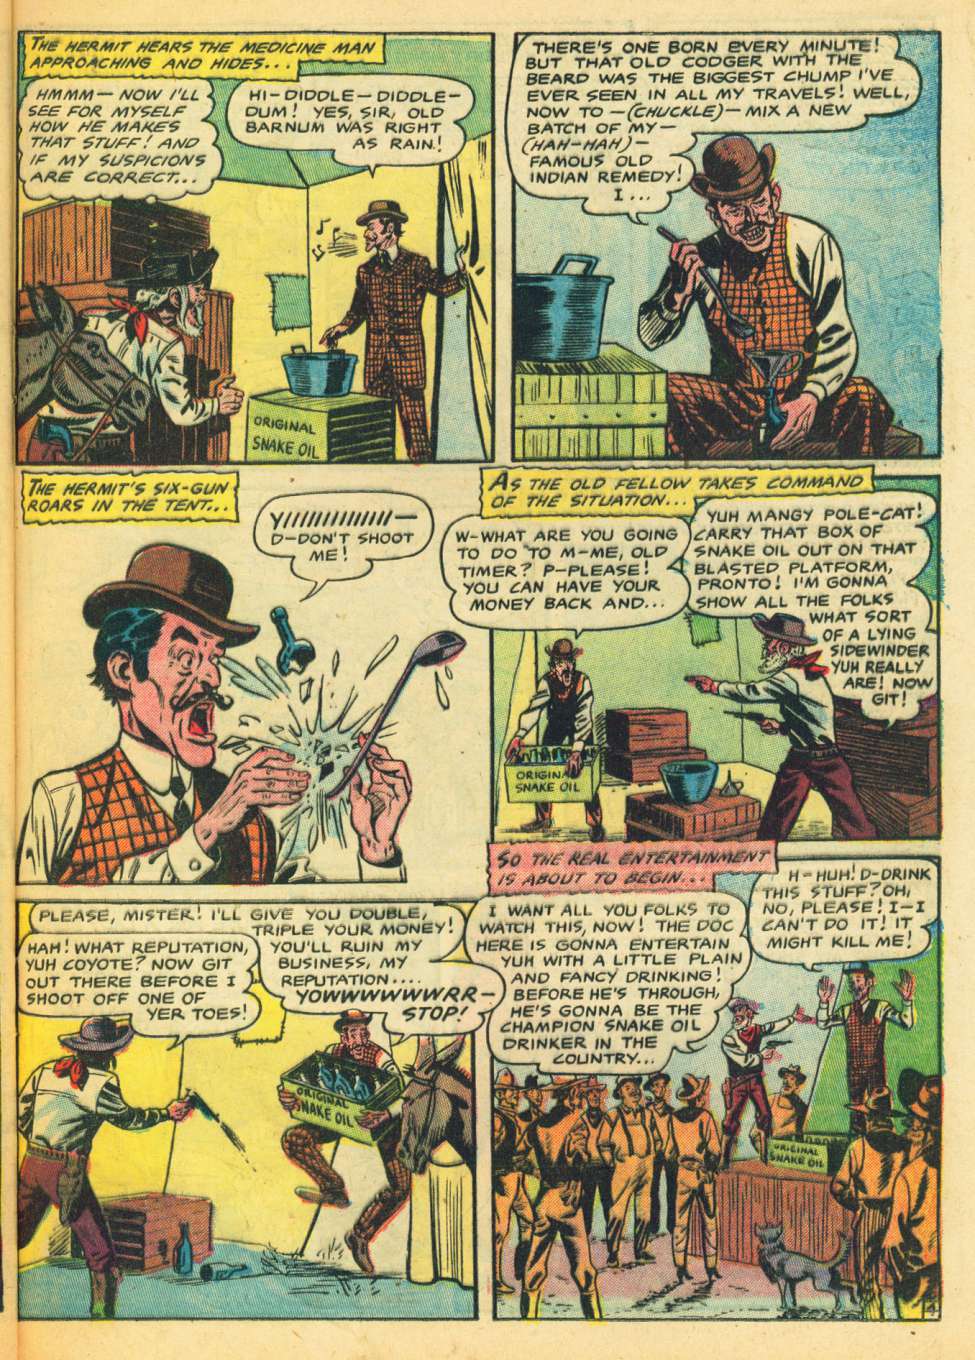 THE HERMIT HEARS THE MEDICINE MAN
APPROACHING AND HIDES...
HMMM—NOW I'LL
SEE FOR MYSELF
HOW HE MAKES
THAT STUFF! AND
IF MY SUSPICIONS
ARE CORRECT...
HI-DIDDLE-DIDDLE-
DUM! YES, SIR, OLD
BARNUM WAS RIGHT
AS RAIN!
ORIGINAL
SNAKE OIL
THERE'S ONE BORN EVERY MINUTE!
BUT THAT OLD CODGER WITH THE
BEARD WAS THE BIGGEST CHUMP I'VE
EVER SEEN IN ALL MY TRAVELS! WELL,
NOW TO—(CHUCKLE)—MIX A NEW
BATCH OF MY—
(HAH-HAH)—
FAMOUS OLD
INDIAN REMEDY!
I...
THE HERMIT'S SIX-GUN
ROARS IN THE TENT...
YIIIIIIIIIIIIII—
D-DON'T SHOOT
ME!
AS THE OLD FELLOW TAKES COMMAND
OF THE SITUATION...
W-WHAT ARE YOU GOING
TO DO TO M-ME, OLD
TIMER? P-PLEASE!
YOU CAN HAVE YOUR
MONEY BACK AND...
YUH MANGY POLE-CAT!
CARRY THAT BOX OF
SNAKE OIL OUT ON THAT
BLASTED PLATFORM,
PRONTO! I'M GONNA
SHOW ALL THE FOLKS
WHAT SORT
OF A LYING
SIDEWINDER
YUH REALLY
ARE! NOW
GIT!
ORIGINAL
SNAKE OIL
PLEASE, MISTER! I'LL GIVE YOU DOUBLE,
TRIPLE YOUR MONEY!
YOU'LL RUIN MY
BUSINESS, MY
REPUTATION....
YOWWWWWWRR—
STOP!
HAH! WHAT REPUTATION,
YUH COYOTE? NOW GIT
OUT THERE BEFORE I
SHOOT OFF ONE OF
YER TOES!
ORIGINAL
SNAKE OIL
SO THE REAL ENTERTAINMENT
IS ABOUT TO BEGIN...
I WANT ALL YOU FOLKS TO
WATCH THIS, NOW! THE DOC
HERE IS GONNA ENTERTAIN
YUH WITH A LITTLE PLAIN
AND FANCY DRINKING!
BEFORE HE'S THROUGH,
HE'S GONNA BE THE
CHAMPION SNAKE OIL
DRINKER IN THE
COUNTRY...
H-HUH! D-DRINK
THIS STUFF? OH,
NO, PLEASE! I-I
CAN'T DO IT! IT
MIGHT KILL ME!
ORIGINAL
SNAKE OIL
4